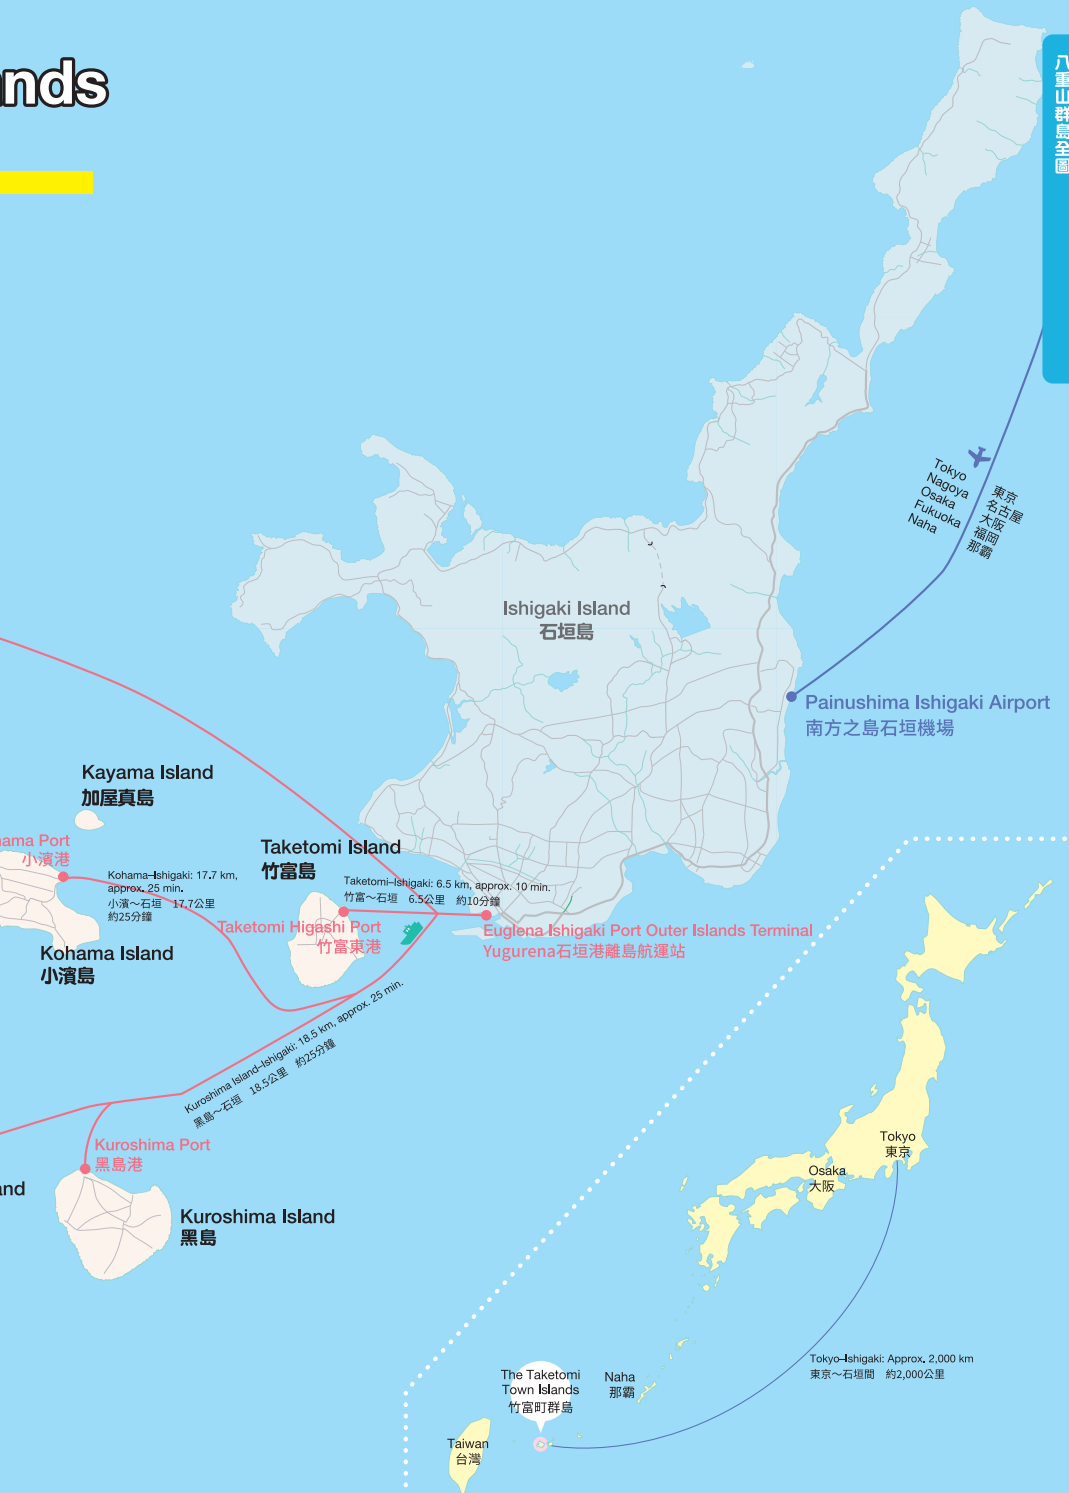 ands
八重山群島全圖
Tokyo
Nagoya
Osaka
Fukuoka
Naha
東京
名古屋
大阪
福岡
那霸
Ishigaki Island
石垣島
Painushima Ishigaki Airport
南方之島石垣機場
Kayama Island
加屋真島
hama Port
小濱港
Kohama–Ishigaki: 17.7 km,
approx. 25 min.
小濱～石垣 17.7公里
約25分鐘
Kohama Island
小濱島
Taketomi Island
竹富島
Taketomi–Ishigaki: 6.5 km, approx. 10 min.
竹富～石垣 6.5公里 約10分鐘
Taketomi Higashi Port
竹富東港
Euglena Ishigaki Port Outer Islands Terminal
Yugurena石垣港離島航運站
Kuroshima Island–Ishigaki: 18.5 km, approx. 25 min.
黑島～石垣 18.5公里 約25分鐘
Kuroshima Port
黑島港
and
Kuroshima Island
黑島
Tokyo
東京
Osaka
大阪
Tokyo–Ishigaki: Approx. 2,000 km
東京～石垣間 約2,000公里
The Taketomi
Town Islands
竹富町群島
Naha
那霸
Taiwan
台灣